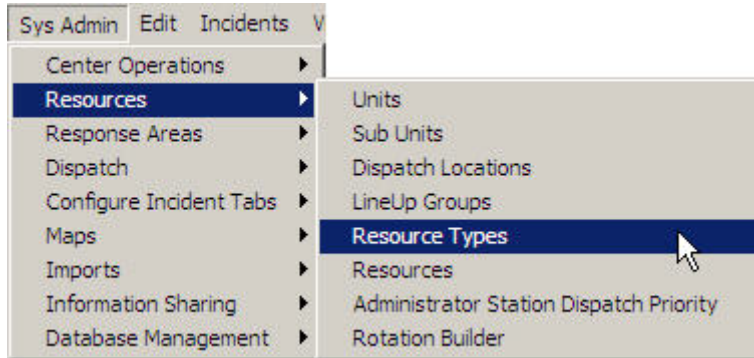 Sys Admin Edit Incidents
Center Operations
Resources
Response Areas
Dispatch
Configure Incident Tabs
Maps
Imports
Information Sharing
Database Management
Units
Sub Units
Dispatch Locations
LineUp Groups
Resource Types
Resources
Administrator Station Dispatch Priority
Rotation Builder